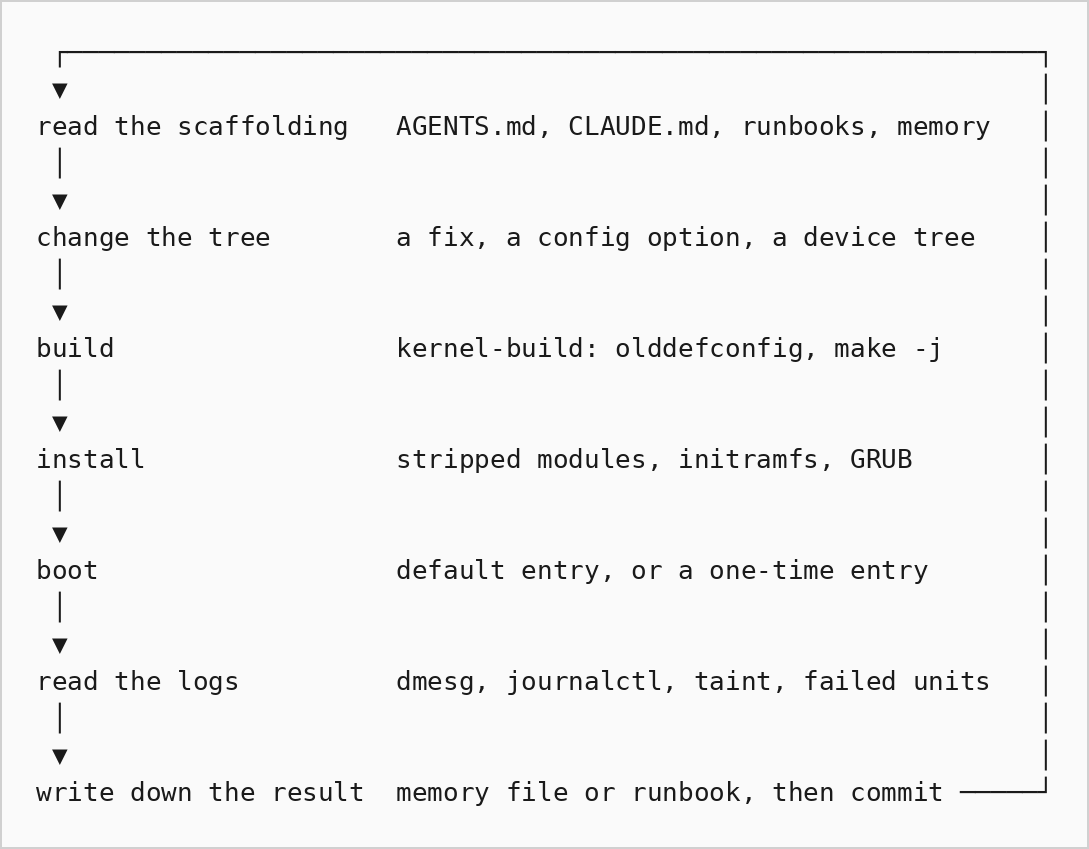 read the scaffolding   AGENTS.md, CLAUDE.md, runbooks, memory
change the tree        a fix, a config option, a device tree
build                  kernel-build: olddefconfig, make -j
install                stripped modules, initramfs, GRUB
boot                   default entry, or a one-time entry
read the logs          dmesg, journalctl, taint, failed units
write down the result  memory file or runbook, then commit